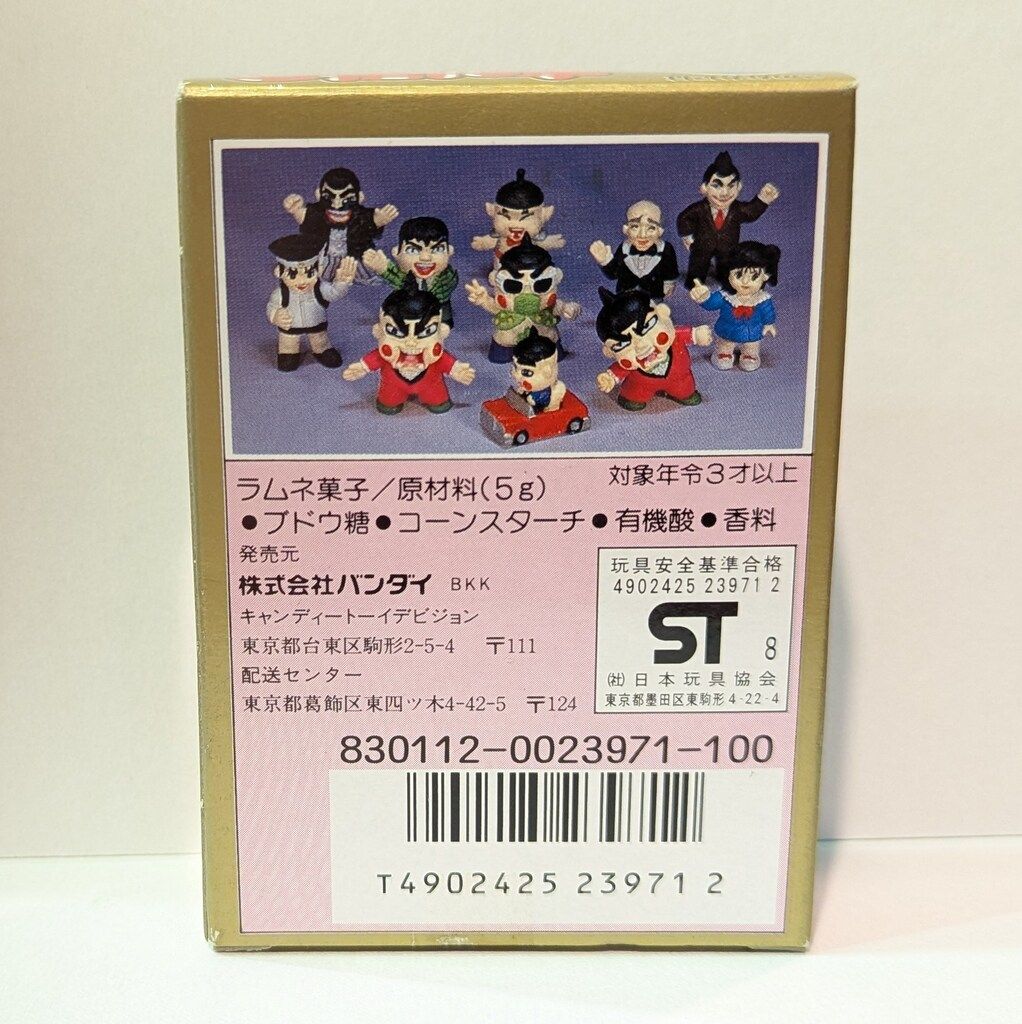 ラムネ菓子/原材料(5g)
対象年令3才以上
●ブドウ糖●コーンスターチ●有機酸●香料
発売元
株式会社バンダイ BKK
キャンディートーイデビジョン
東京都台東区駒形2-5-4 〒111
配送センター
東京都葛飾区東四ツ木4-42-5 〒124
玩具安全基準合格
4902425 23971 2
ST 8
(社)日本玩具協会
東京都墨田区東駒形4-22-4
830112-0023971-100
T4902425 23971 2